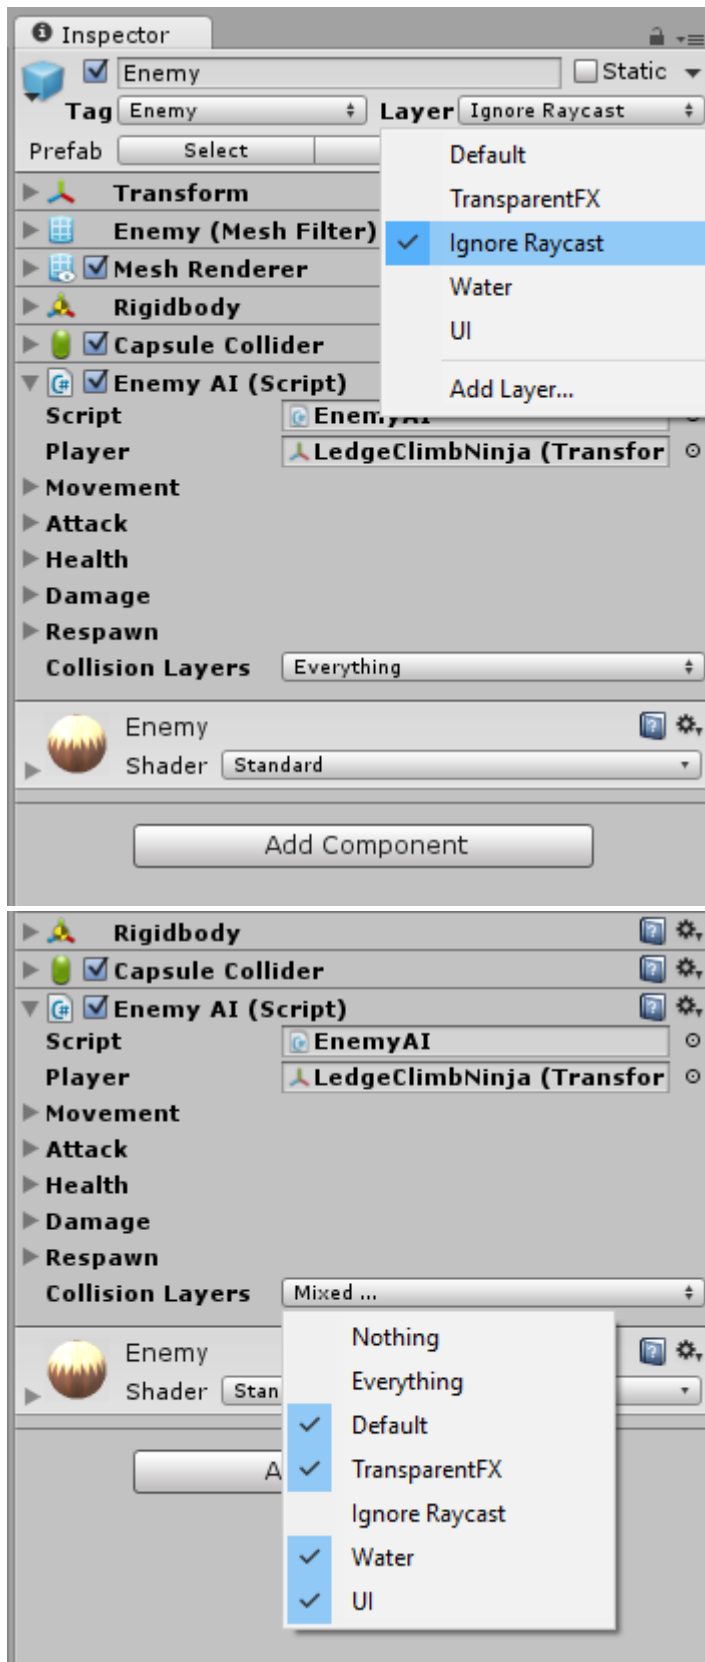 Inspector
Enemy Static
Tag Enemy Layer Ignore Raycast
Prefab Select
Default
TransparentFX
Ignore Raycast
Water
UI
Add Layer...
Transform
Enemy (Mesh Filter)
Mesh Renderer
Rigidbody
Capsule Collider
Enemy AI (Script)
Script EnemyAI
Player LedgeClimbNinja (Transfor
Movement
Attack
Health
Damage
Respawn
Collision Layers Everything
Enemy
Shader Standard
Add Component
Rigidbody
Capsule Collider
Enemy AI (Script)
Script EnemyAI
Player LedgeClimbNinja (Transfor
Movement
Attack
Health
Damage
Respawn
Collision Layers Mixed ...
Enemy
Shader Stan
A
Nothing
Everything
Default
TransparentFX
Ignore Raycast
Water
UI